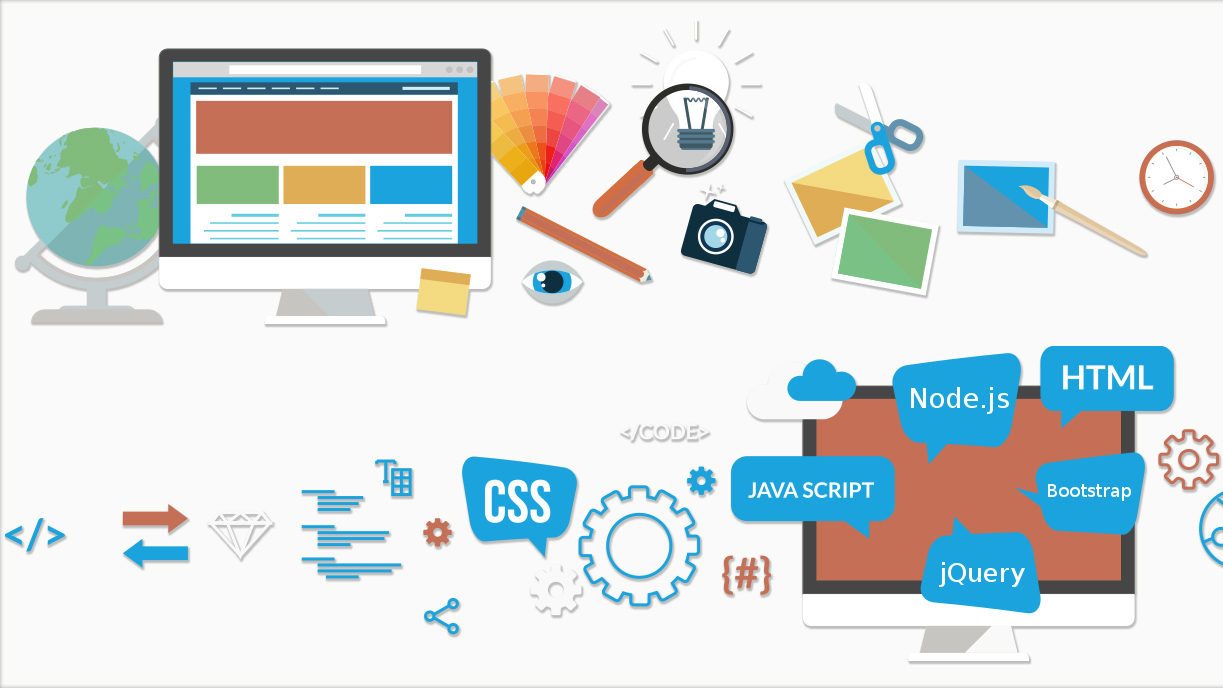 </CODE>
Node.js
HTML
</>
CSS
JAVA SCRIPT
Bootstrap
{#}
jQuery